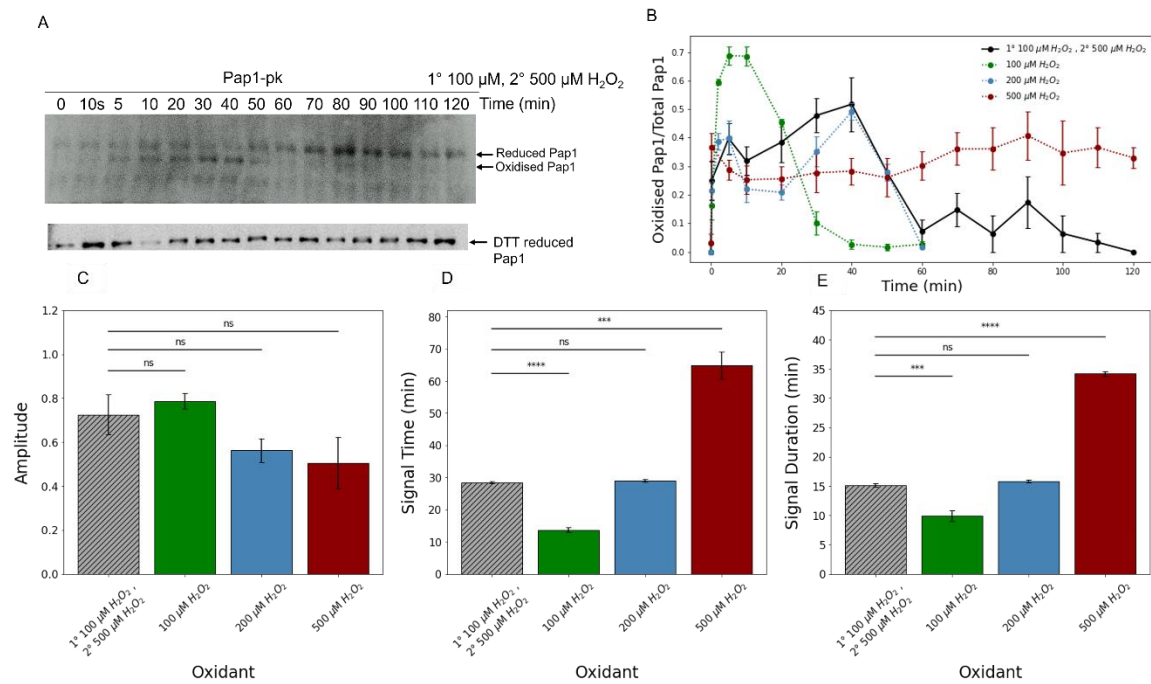 A
Pap1-pk
1° 100 µM, 2° 500 µM H₂O₂
0 10s 5 10 20 30 40 50 60 70 80 90 100 110 120 Time (min)
Reduced Pap1
Oxidised Pap1
DTT reduced
Pap1
B
Oxidised Pap1/Total Pap1
0.7
0.6
0.5
0.4
0.3
0.2
0.1
0.0
0 20 40 60 80 100 120
Time (min)
1° 100 µM H₂O₂ , 2° 500 µM H₂O₂
100 µM H₂O₂
200 µM H₂O₂
500 µM H₂O₂
C
Amplitude
1.2
1.0
0.8
0.6
0.4
0.2
0.0
ns
ns
ns
1° 100 µM H₂O₂ ,
2° 500 µM H₂O₂
100 µM H₂O₂
200 µM H₂O₂
500 µM H₂O₂
Oxidant
D
Signal Time (min)
80
70
60
50
40
30
20
10
0
***
ns
****
1° 100 µM H₂O₂ ,
2° 500 µM H₂O₂
100 µM H₂O₂
200 µM H₂O₂
500 µM H₂O₂
Oxidant
E
Signal Duration (min)
45
40
35
30
25
20
15
10
5
0
****
ns
***
1° 100 µM H₂O₂ ,
2° 500 µM H₂O₂
100 µM H₂O₂
200 µM H₂O₂
500 µM H₂O₂
Oxidant